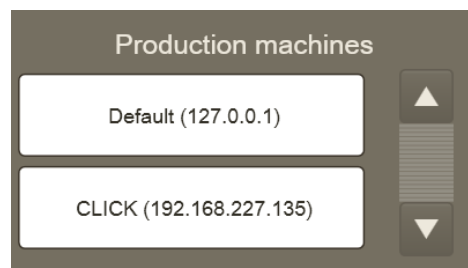 Production machines
Default (127.0.0.1)
CLICK (192.168.227.135)